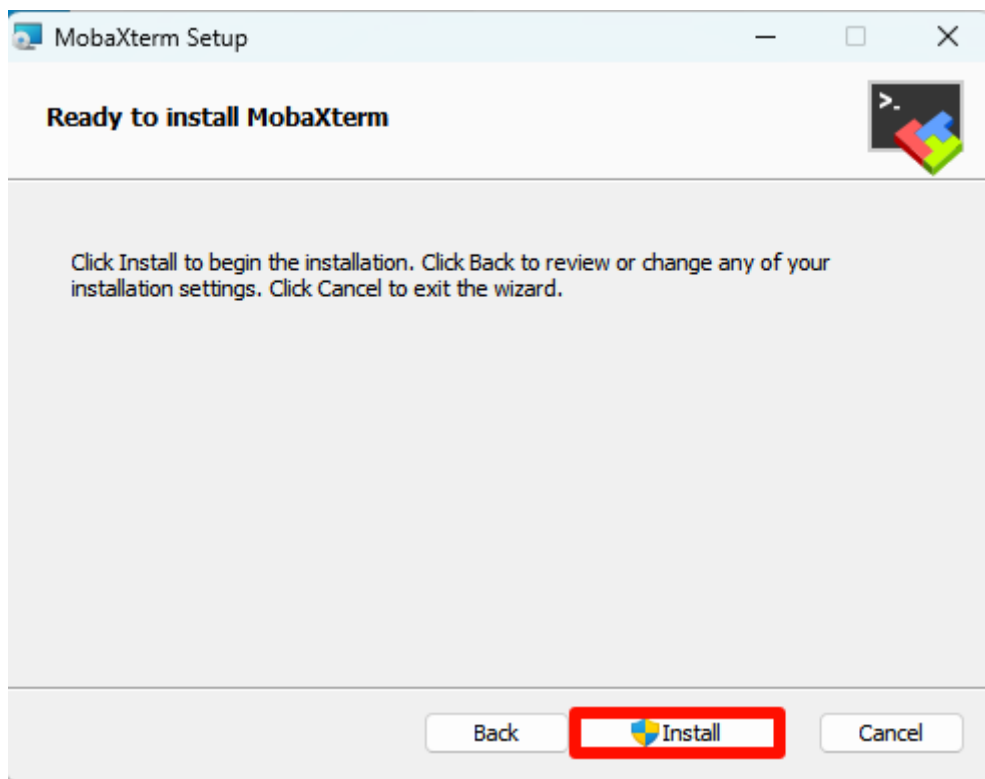 MobaXterm Setup
Ready to install MobaXterm
>.
Click Install to begin the installation. Click Back to review or change any of your
installation settings. Click Cancel to exit the wizard.
Back
Install
Cancel